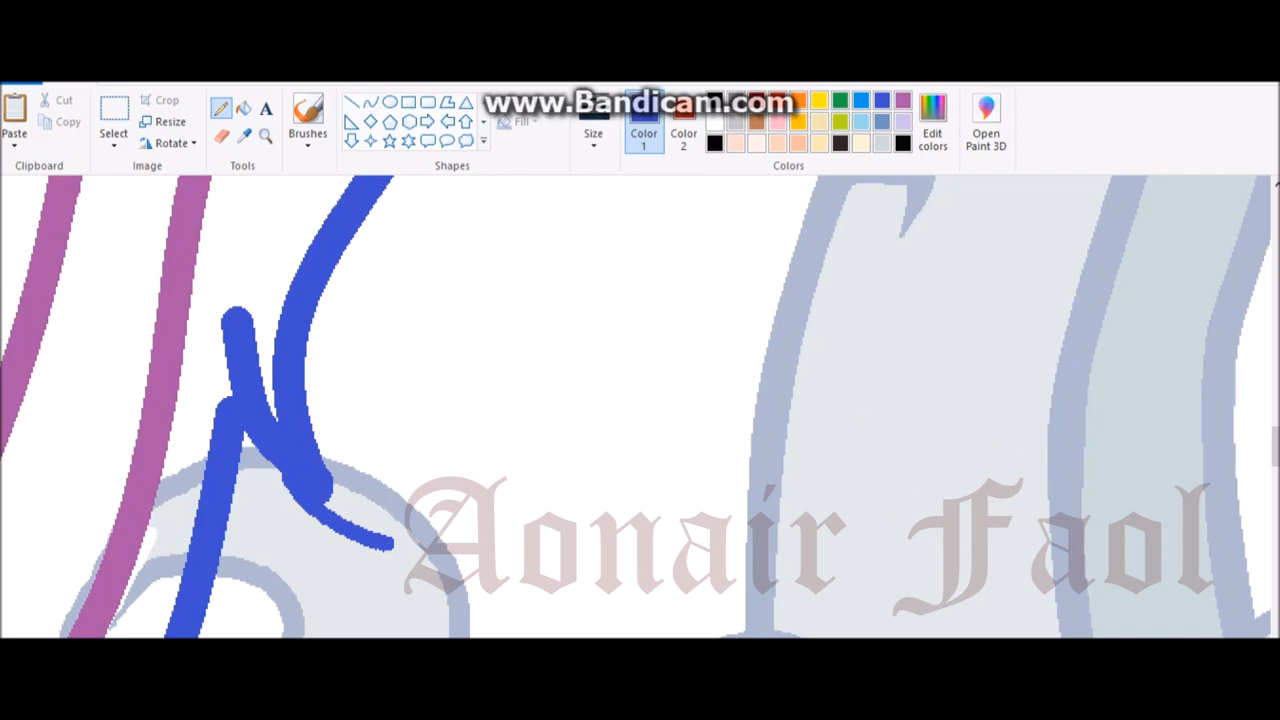 www.Bandicam.com
Cut
Copy
Paste
Clipboard
Crop
Resize
Rotate
Select
Image
Tools
Brushes
Shapes
Fill
Size
Color
1
Color
2
Edit
colors
Colors
Open
Paint 3D
Aonair Faol